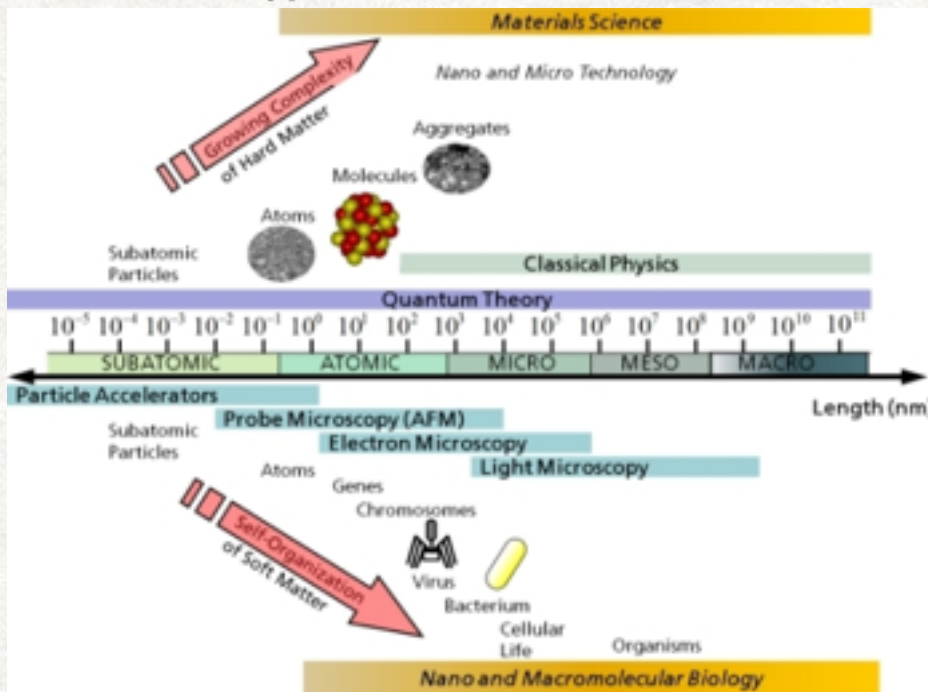 Materials Science
Nano and Micro Technology
Growing Complexity
of Hard Matter
Aggregates
Molecules
Atoms
Subatomic
Particles
Classical Physics
Quantum Theory
10⁻⁵ 10⁻⁴ 10⁻³ 10⁻² 10⁻¹ 10⁰ 10¹ 10² 10³ 10⁴ 10⁵ 10⁶ 10⁷ 10⁸ 10⁹ 10¹⁰ 10¹¹
SUBATOMIC ATOMIC MICRO MESO MACRO
Particle Accelerators
Length (nm)
Probe Microscopy (AFM)
Subatomic
Particles
Electron Microscopy
Light Microscopy
Atoms
Genes
Chromosomes
Self-Organization
of Soft Matter
Virus
Bacterium
Cellular
Life
Organisms
Nano and Macromolecular Biology